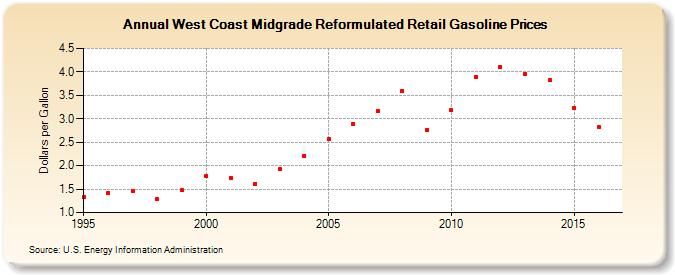 Annual West Coast Midgrade Reformulated Retail Gasoline Prices
Dollars per Gallon
4.5
4.0
3.5
3.0
2.5
2.0
1.5
1.0
1995 2000 2005 2010 2015
Source: U.S. Energy Information Administration